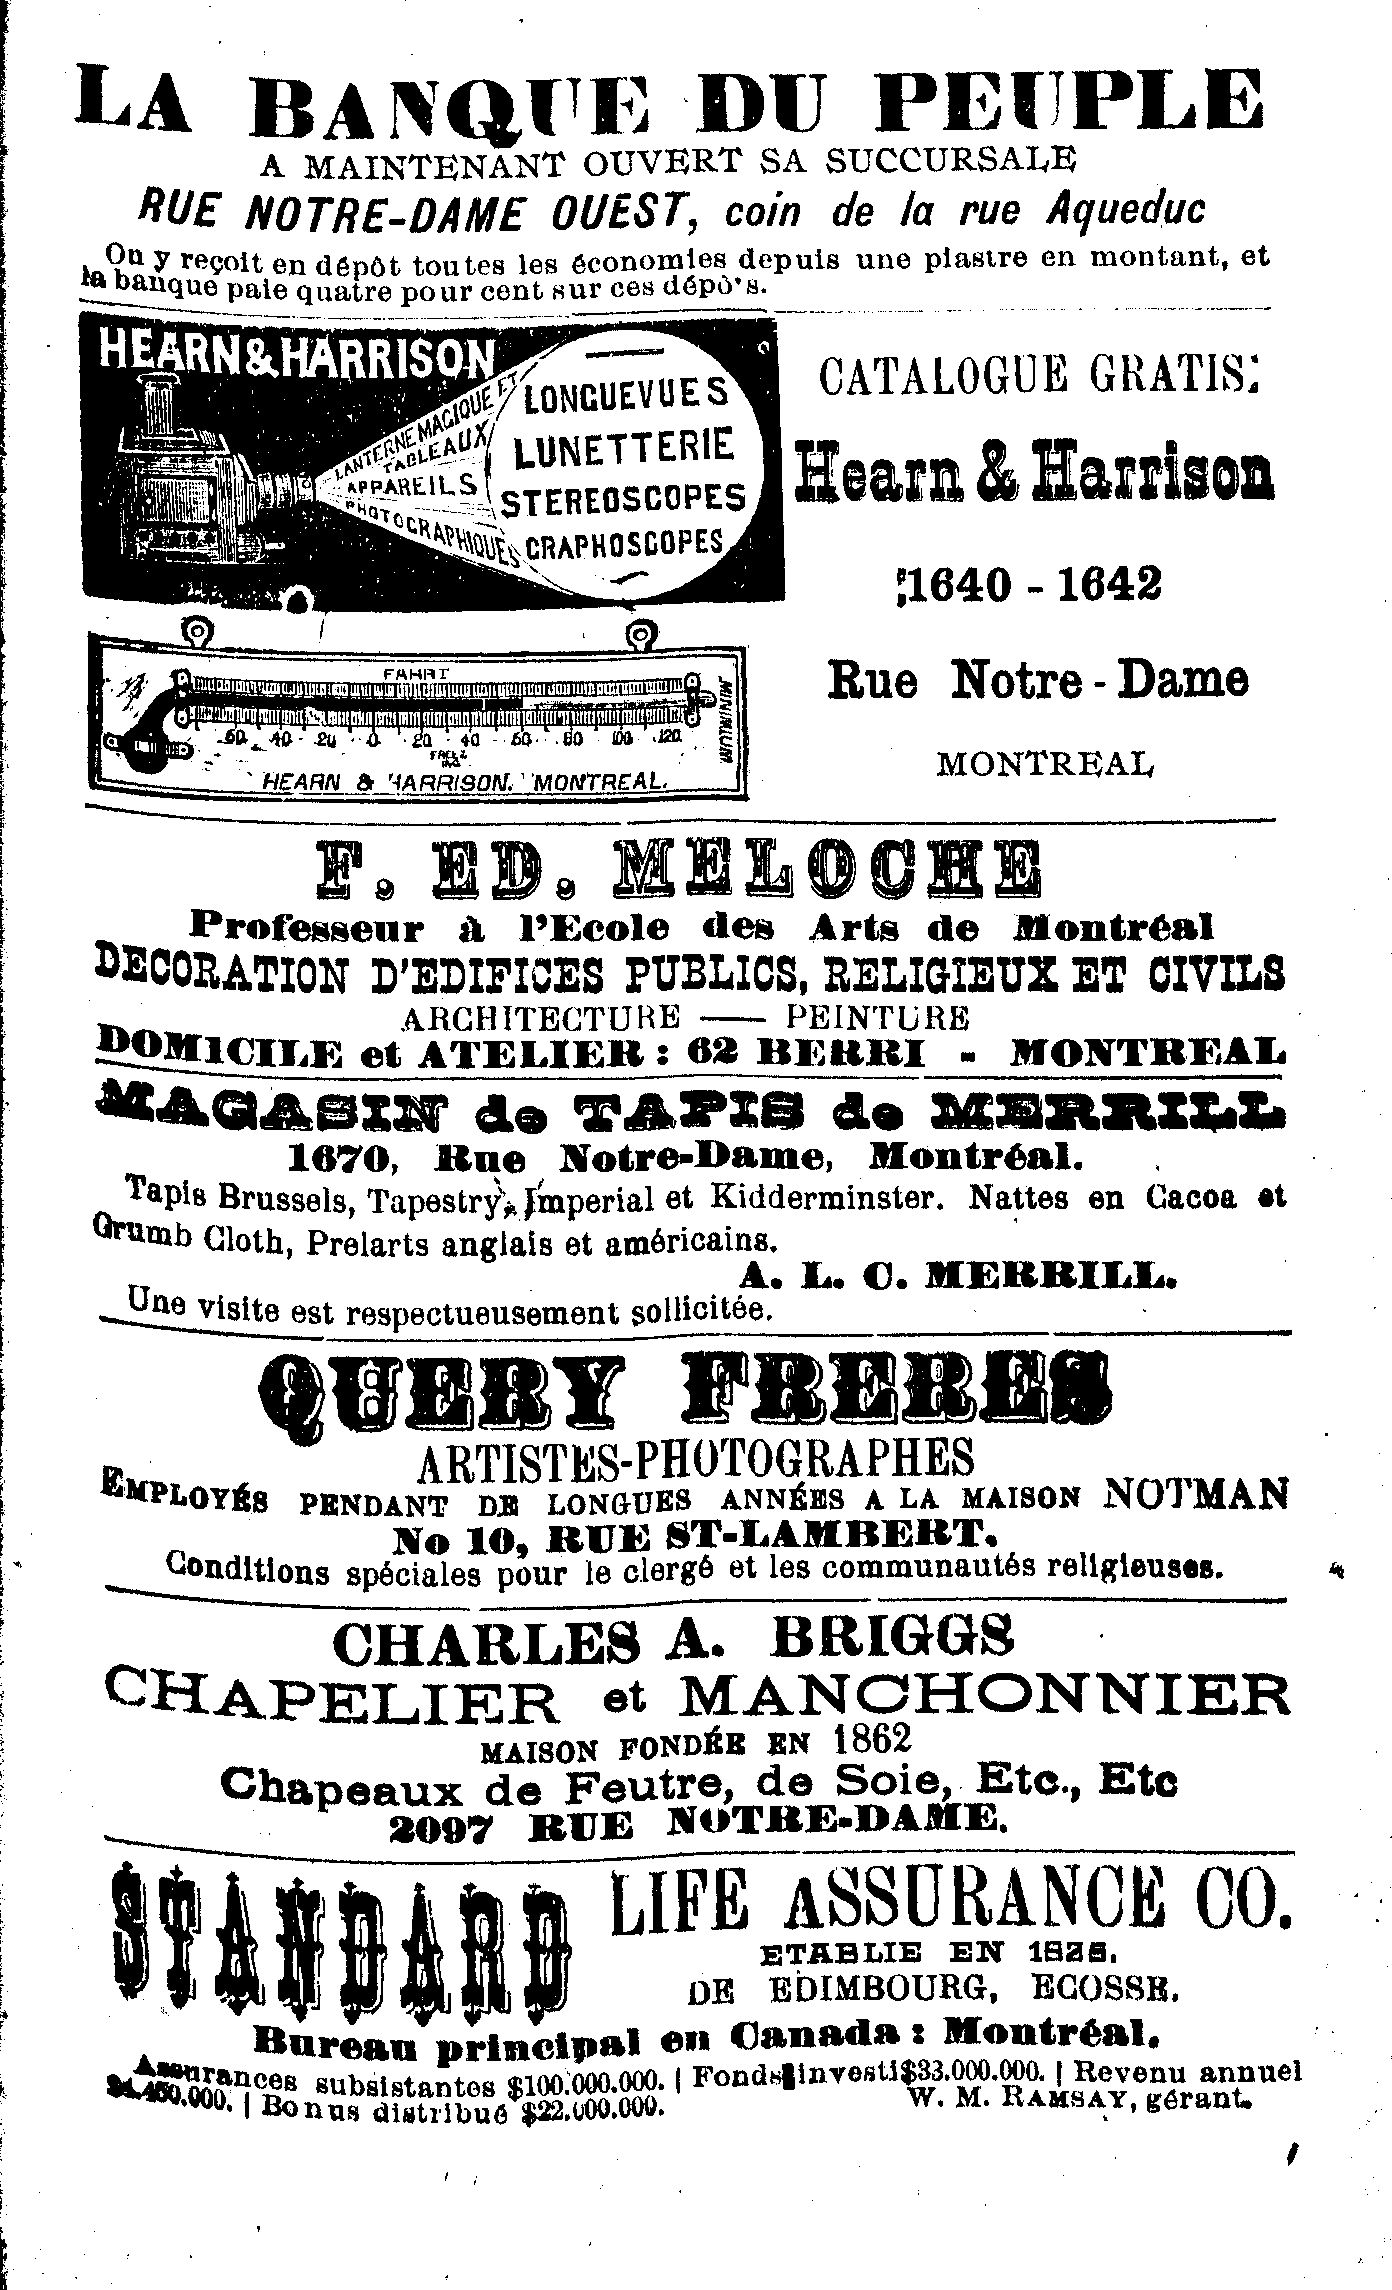 LA BANQUE DU PEUPLE
A MAINTENANT OUVERT SA SUCCURSALE
RUE NOTRE-DAME OUEST, coin de la rue Aqueduc
On y reçoit en dépôt toutes les économies depuis une piastre en montant, et
la banque paie quatre pour cent sur ces dépô's.
HEARN & HARRISON
LANTERNE MAGIQUE ET
TABLEAUX
APPAREILS
PHOTOGRAPHIQUES
LONGUEVUES
LUNETTERIE
STEREOSCOPES
GRAPHOSCOPES
CATALOGUE GRATIS:
Hearn & Harrison
1640 - 1642
Rue Notre-Dame
MONTREAL
FAHRT
60 40 20 0 20 40 60 80 100 120
MINIMUM
HEARN & HARRISON. MONTREAL.
F. ED. MELOCHE
Professeur à l'Ecole des Arts de Montréal
DECORATION D'EDIFICES PUBLICS, RELIGIEUX ET CIVILS
ARCHITECTURE — PEINTURE
DOMICILE et ATELIER : 62 BERRI - MONTREAL
MAGASIN de TAPIS de MERRILL
1670, Rue Notre-Dame, Montréal.
Tapis Brussels, Tapestry, Imperial et Kidderminster. Nattes en Cacoa et
Grumb Cloth, Prelarts anglais et américains.
A. L. C. MERRILL.
Une visite est respectueusement sollicitée.
QUERY FRERES
ARTISTES-PHOTOGRAPHES
EMPLOYÉS PENDANT DE LONGUES ANNÉES A LA MAISON NOTMAN
No 10, RUE ST-LAMBERT.
Conditions spéciales pour le clergé et les communautés religieuses.
CHARLES A. BRIGGS
CHAPELIER et MANCHONNIER
MAISON FONDÉE EN 1862
Chapeaux de Feutre, de Soie, Etc., Etc
2097 RUE NOTRE-DAME.
STANDARD LIFE ASSURANCE CO.
ETABLIE EN
DE EDIMBOURG, ECOSSE.
Bureau principal en Canada : Montréal.
Assurances subsistantes $100.000.000. | Fonds investi $33.000.000. | Revenu annuel
$4.450.000. | Bonus distribué $22.000.000.
W. M. RAMSAY, gérant.